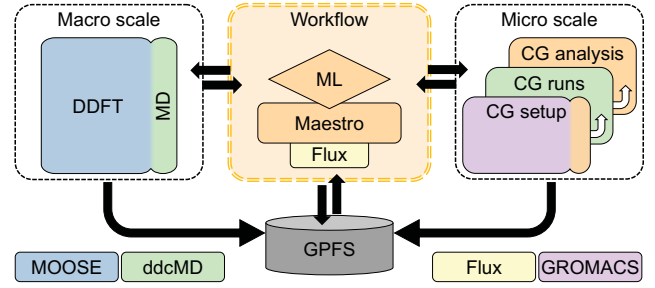 Macro scale
Workflow
Micro scale
DDFT
MD
ML
Maestro
Flux
CG analysis
CG runs
CG setup
GPFS
MOOSE
ddcMD
Flux
GROMACS